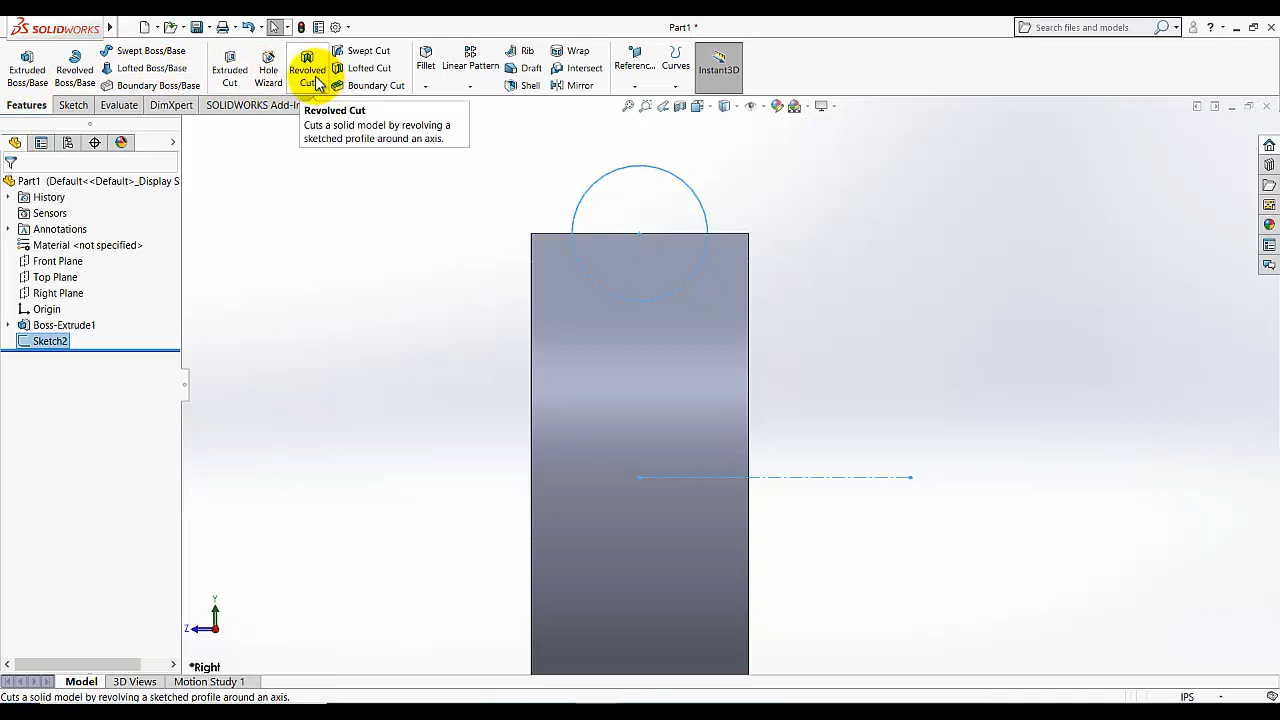 SOLIDWORKS
Part1 *
Search files and models
?
Extruded Boss/Base
Revolved Boss/Base
Swept Boss/Base
Lofted Boss/Base
Boundary Boss/Base
Extruded Cut
Hole Wizard
Revolved Cut
Swept Cut
Lofted Cut
Boundary Cut
Fillet
Linear Pattern
Rib
Draft
Shell
Wrap
Intersect
Mirror
Referenc...
Curves
Instant3D
Features
Sketch
Evaluate
DimXpert
SOLIDWORKS Add-In
Revolved Cut
Cuts a solid model by revolving a
sketched profile around an axis.
Part1 (Default<<Default>_Display S
History
Sensors
Annotations
Material <not specified>
Front Plane
Top Plane
Right Plane
Origin
Boss-Extrude1
Sketch2
Y
Z
*Right
Model
3D Views
Motion Study 1
Cuts a solid model by revolving a sketched profile around an axis.
IPS